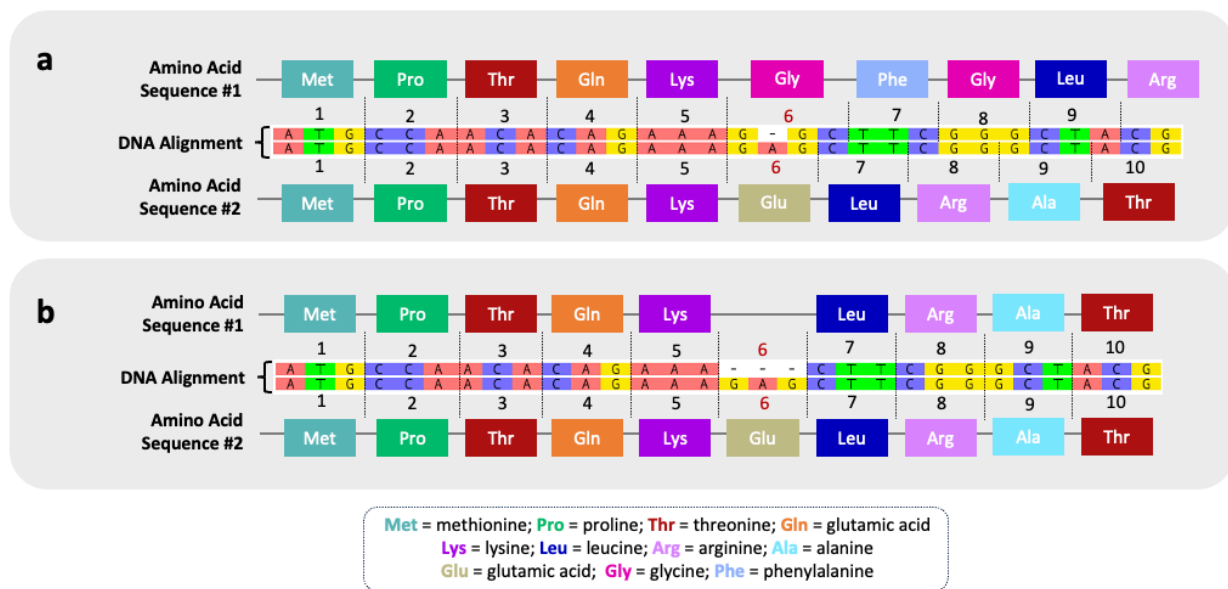 a
Amino Acid
Sequence #1
Met Pro Thr Gln Lys Gly Phe Gly Leu Arg
1 2 3 4 5 6 7 8 9
DNA Alignment
A T G C C A A C A C A G A A A G - G C T T C G G G C T A C G
A T G C C A A C A C A G A A A G A G C T T C G G G C T A C G
1 2 3 4 5 6 7 8 9 10
Amino Acid
Sequence #2
Met Pro Thr Gln Lys Glu Leu Arg Ala Thr
b
Amino Acid
Sequence #1
Met Pro Thr Gln Lys Leu Arg Ala Thr
1 2 3 4 5 6 7 8 9 10
DNA Alignment
A T G C C A A C A C A G A A A - - - C T T C G G G C T A C G
A T G C C A A C A C A G A A A G A G C T T C G G G C T A C G
1 2 3 4 5 6 7 8 9 10
Amino Acid
Sequence #2
Met Pro Thr Gln Lys Glu Leu Arg Ala Thr
Met = methionine; Pro = proline; Thr = threonine; Gln = glutamic acid
Lys = lysine; Leu = leucine; Arg = arginine; Ala = alanine
Glu = glutamic acid; Gly = glycine; Phe = phenylalanine